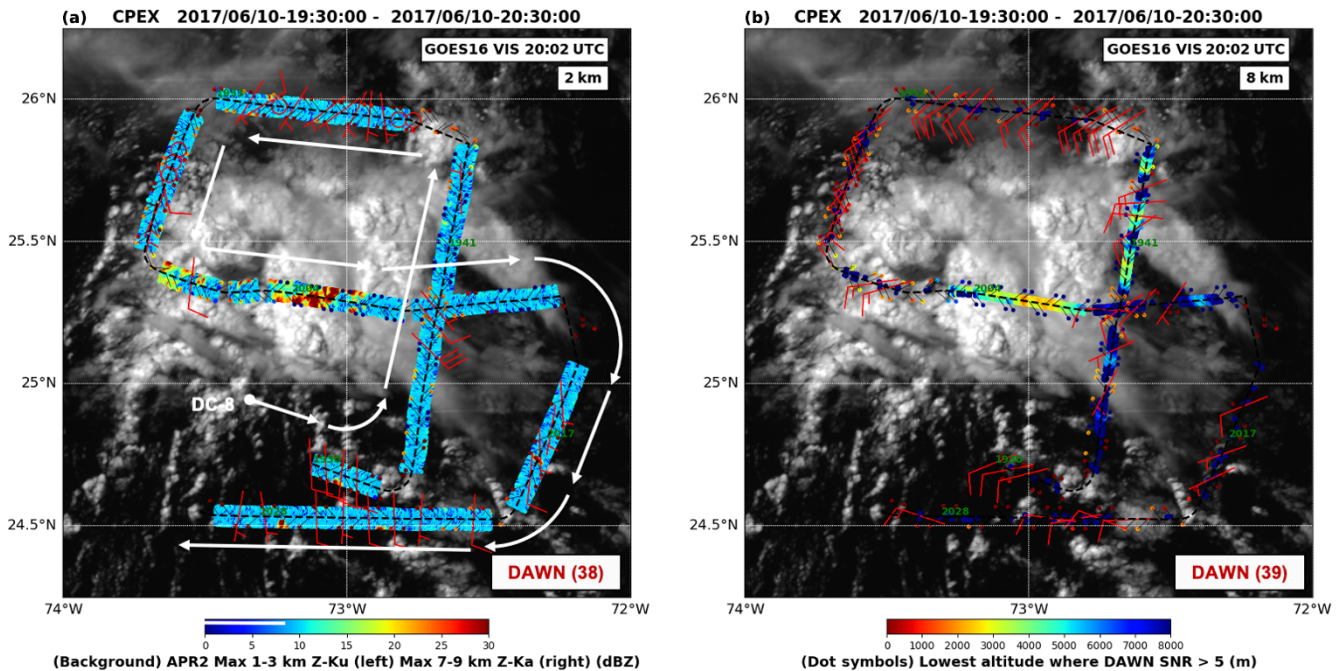 (a) CPEX 2017/06/10-19:30:00 - 2017/06/10-20:30:00
GOES16 VIS 20:02 UTC
2 km
26°N
25.5°N
1941
2004
25°N
DC-8
2017
24.5°N
DAWN (38)
74°W 73°W 72°W
0 5 10 15 20 25 30
(Background) APR2 Max 1-3 km Z-Ku (left) Max 7-9 km Z-Ka (right) (dBZ)
(b) CPEX 2017/06/10-19:30:00 - 2017/06/10-20:30:00
GOES16 VIS 20:02 UTC
8 km
26°N
25.5°N
1941
2004
25°N
2017
1930
2028
24.5°N
DAWN (39)
74°W 73°W 72°W
0 1000 2000 3000 4000 5000 6000 7000 8000
(Dot symbols) Lowest altitude where DAWN SNR > 5 (m)